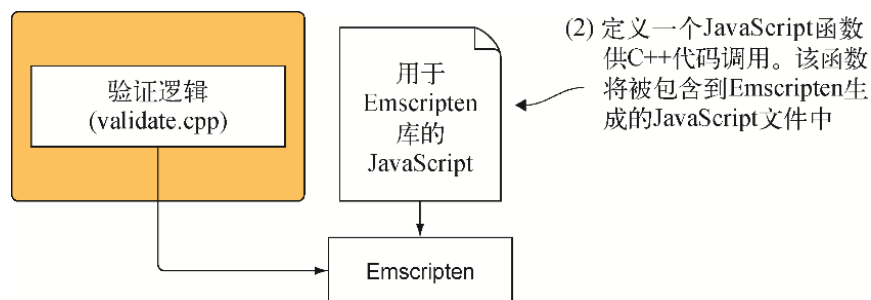 验证逻辑
(validate.cpp)
用于
Emscripten
库的
JavaScript
(2) 定义一个JavaScript函数
供C++代码调用。该函数
将被包含到Emscripten生
成的JavaScript文件中
Emscripten